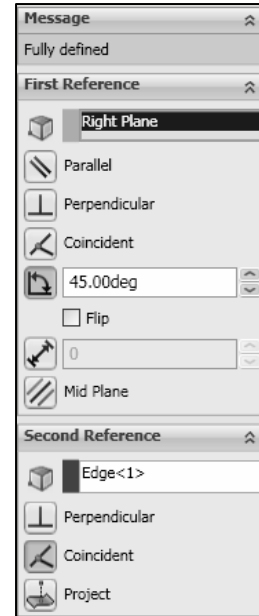 Message
Fully defined
First Reference
Right Plane
Parallel
Perpendicular
Coincident
45.00deg
Flip
0
Mid Plane
Second Reference
Edge<1>
Perpendicular
Coincident
Project